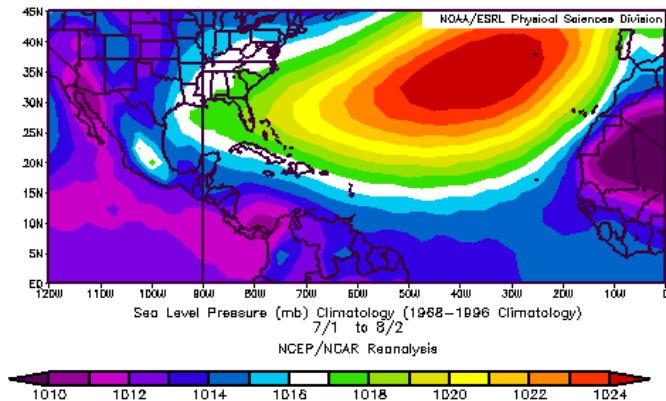 45N
NOAA/ESRL Physical Sciences Division
40N
35N
30N
25N
20N
15N
10N
5N
EQ
120W 110W 100W 90W 80W 70W 60W 50W 40W 30W 20W 10W 0
Sea Level Pressure (mb) Climatology (1968-1996 Climatology)
7/1 to 8/2
NCEP/NCAR Reanalysis
1010 1012 1014 1016 1018 1020 1022 1024